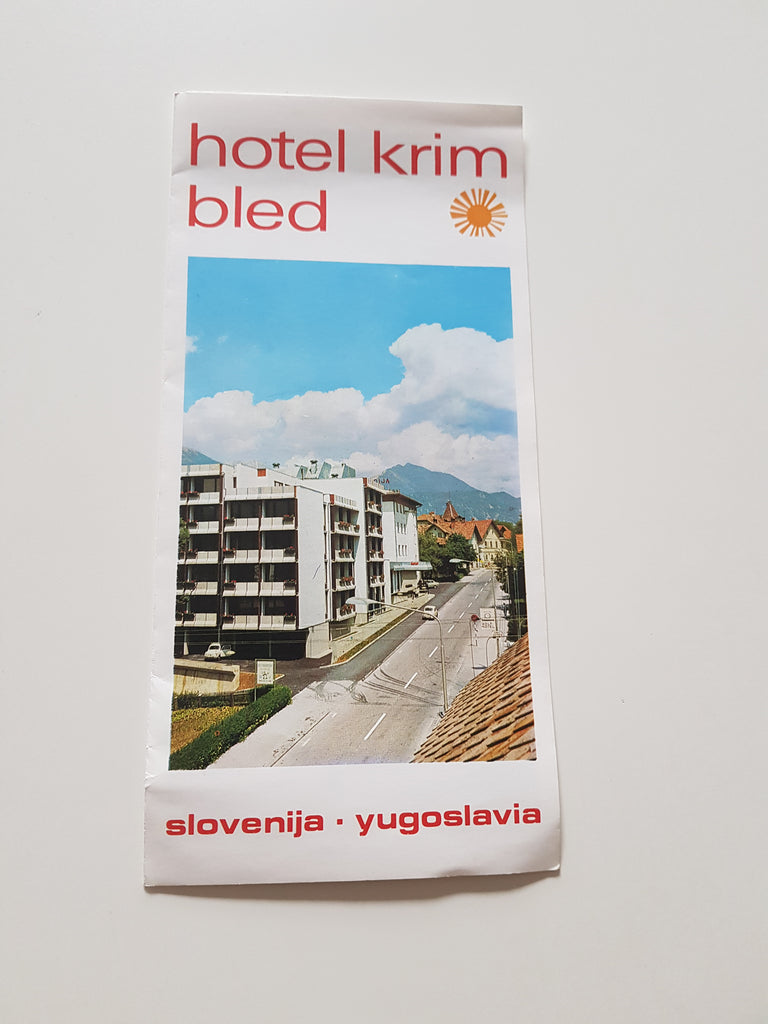 hotel krim
bled
slovenija · yugoslavia